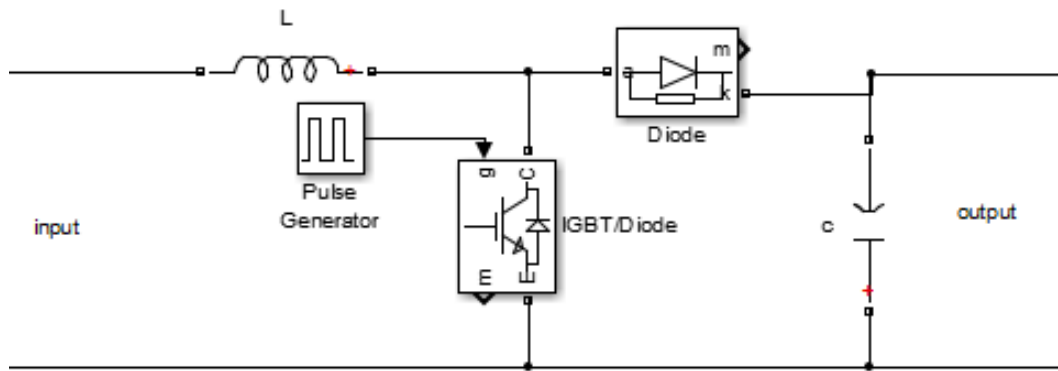 L
m
a
k
Diode
Pulse
Generator
g
C
IGBT/Diode
m
E
input
c
output